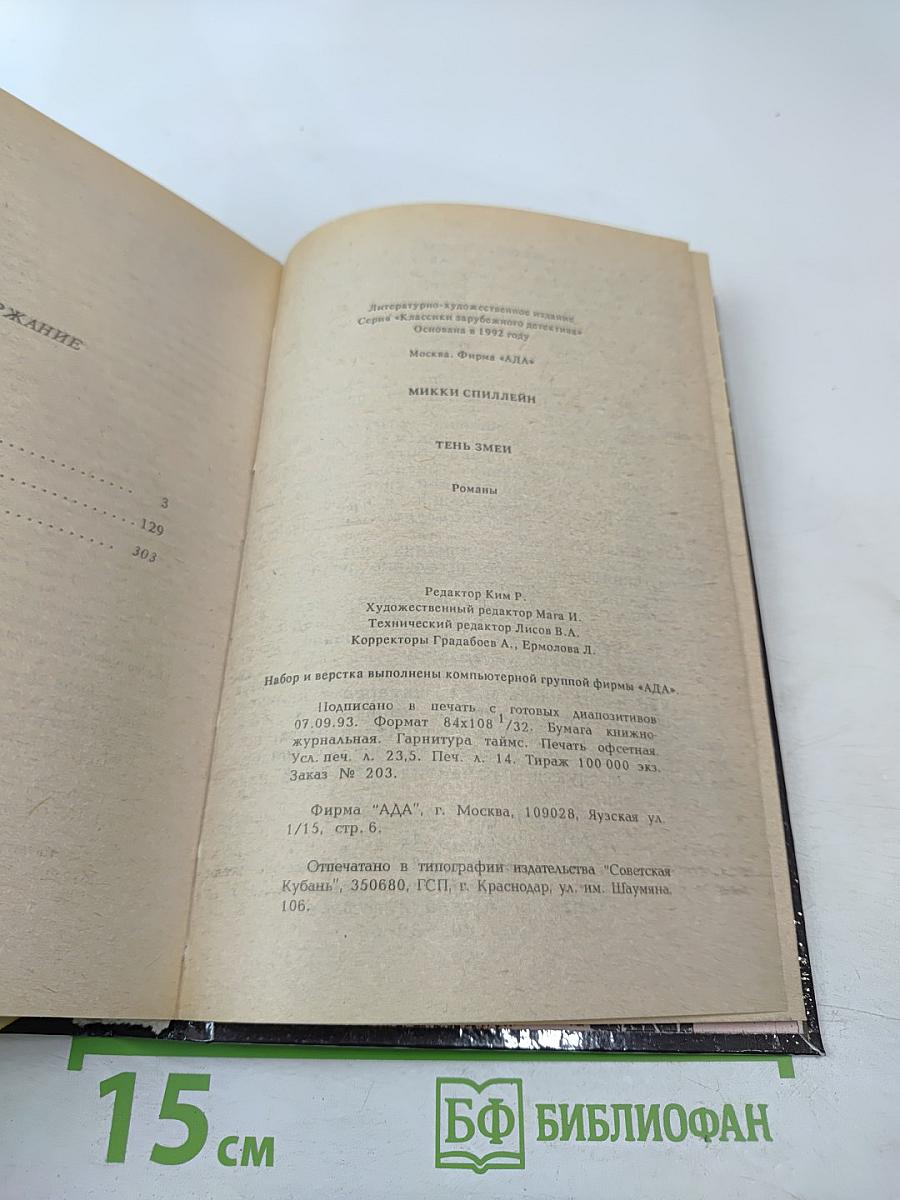 РЖАНИЕ
3
129
303
Литературно-художественное издание
Серия «Классики зарубежного детектива»
Основана в 1992 году
Москва. Фирма «АДА»
МИККИ СПИЛЛЕЙН
ТЕНЬ ЗМЕИ
Романы
Редактор Ким Р.
Художественный редактор Мага И.
Технический редактор Лисов В.А.
Корректоры Градабоев А., Ермолова Л.
Набор и верстка выполнены компьютерной группой фирмы «АДА».
Подписано в печать с готовых диапозитивов
07.09.93. Формат 84х108 1/32. Бумага книжно-
журнальная. Гарнитура таймс. Печать офсетная.
Усл. печ. л. 23,5. Печ. л. 14. Тираж 100 000 экз.
Заказ № 203.
Фирма "АДА", г. Москва, 109028, Яузская ул.
1/15, стр. 6.
Отпечатано в типографии издательства "Советская
Кубань", 350680, ГСП, г. Краснодар, ул. им. Шаумяна.
106.
15 см
БФ БИБЛИОФАН